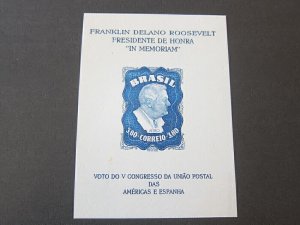 FRANKLIN DELANO ROOSEVELT
PRESIDENTE DE HONRA
"IN MEMORIAM"
BRASIL
3,80 CORREIO 3,80
VOTO DO V CONGRESSO DA UNIÃO POSTAL
DAS
AMÉRICAS E ESPANHA